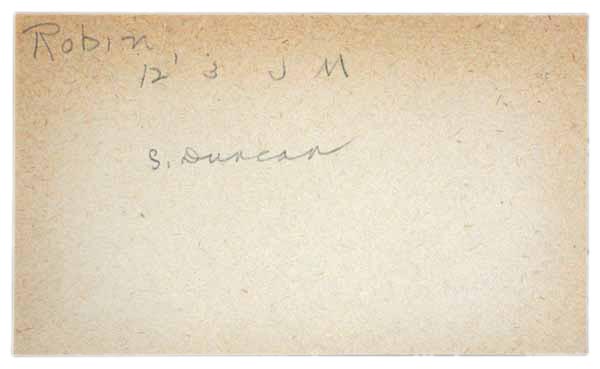 Robin
12' 3 J M
S. Duncan